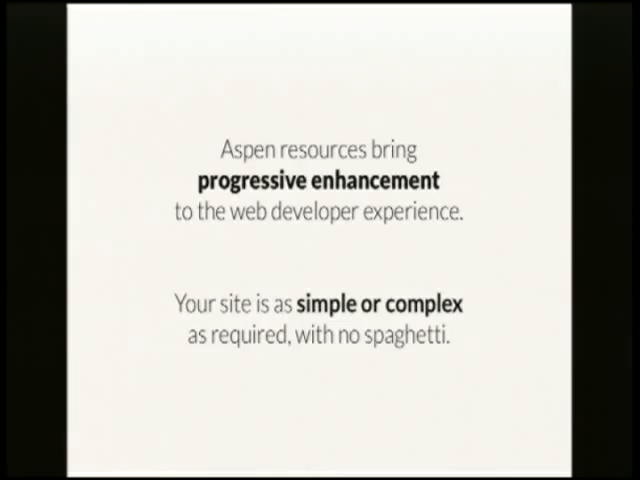 Aspen resources bring
progressive enhancement
to the web developer experience.
Your site is as simple or complex
as required, with no spaghetti.